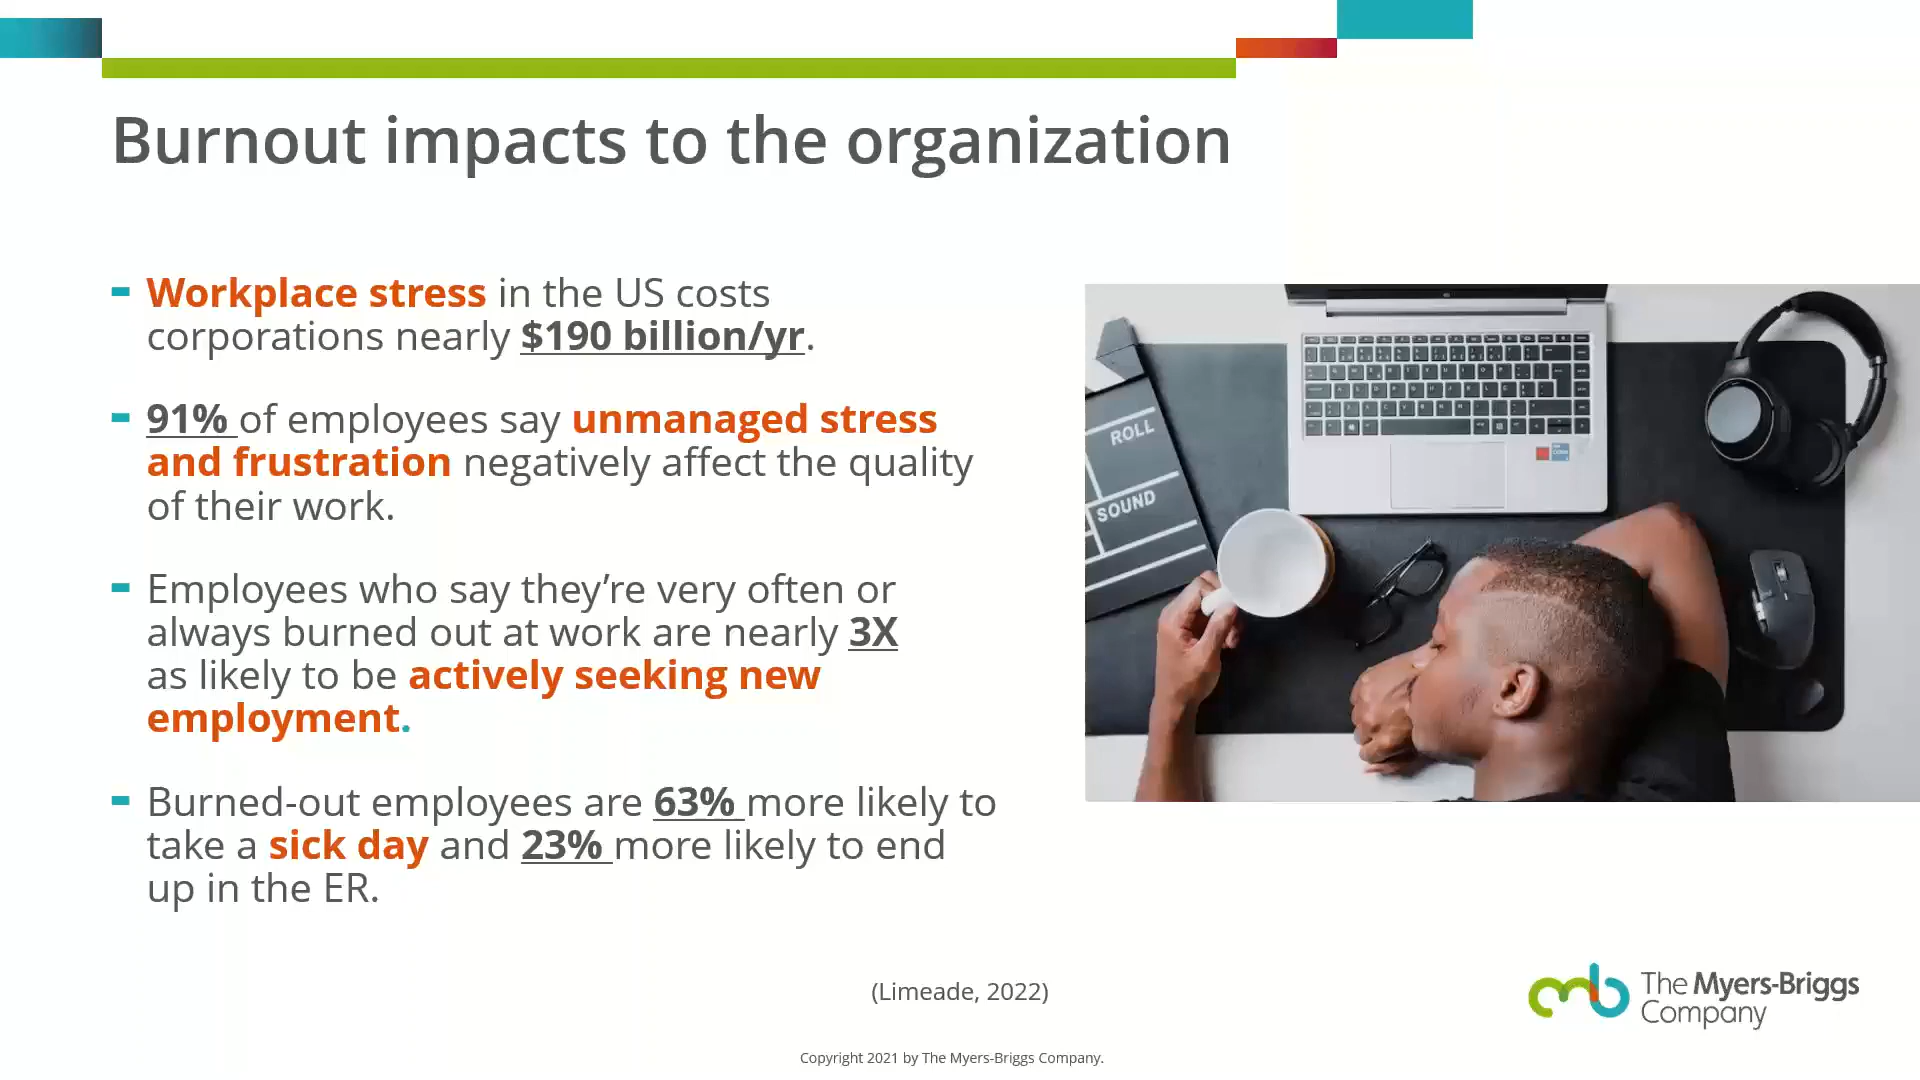 Burnout impacts to the organization
Workplace stress in the US costs
corporations nearly $190 billion/yr.
91% of employees say unmanaged stress
and frustration negatively affect the quality
of their work.
Employees who say they’re very often or
always burned out at work are nearly 3X
as likely to be actively seeking new
employment.
Burned-out employees are 63% more likely to
take a sick day and 23% more likely to end
up in the ER.
ROLL
SOUND
(Limeade, 2022)
mb The Myers-Briggs
Company
Copyright 2021 by The Myers-Briggs Company.